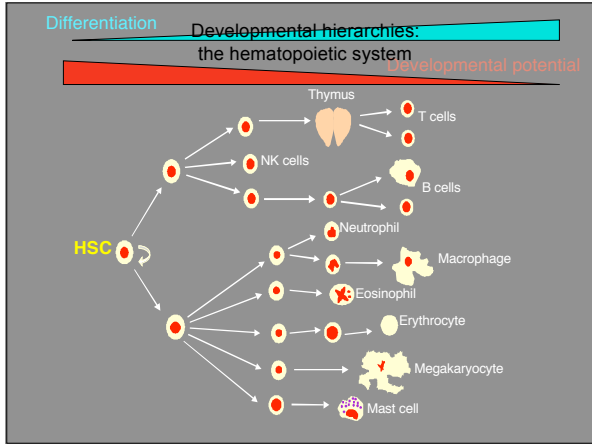 Differentiation
Developmental hierarchies:
the hematopoietic system
Developmental potential
Thymus
T cells
NK cells
B cells
Neutrophil
HSC
Macrophage
Eosinophil
Erythrocyte
Megakaryocyte
Mast cell